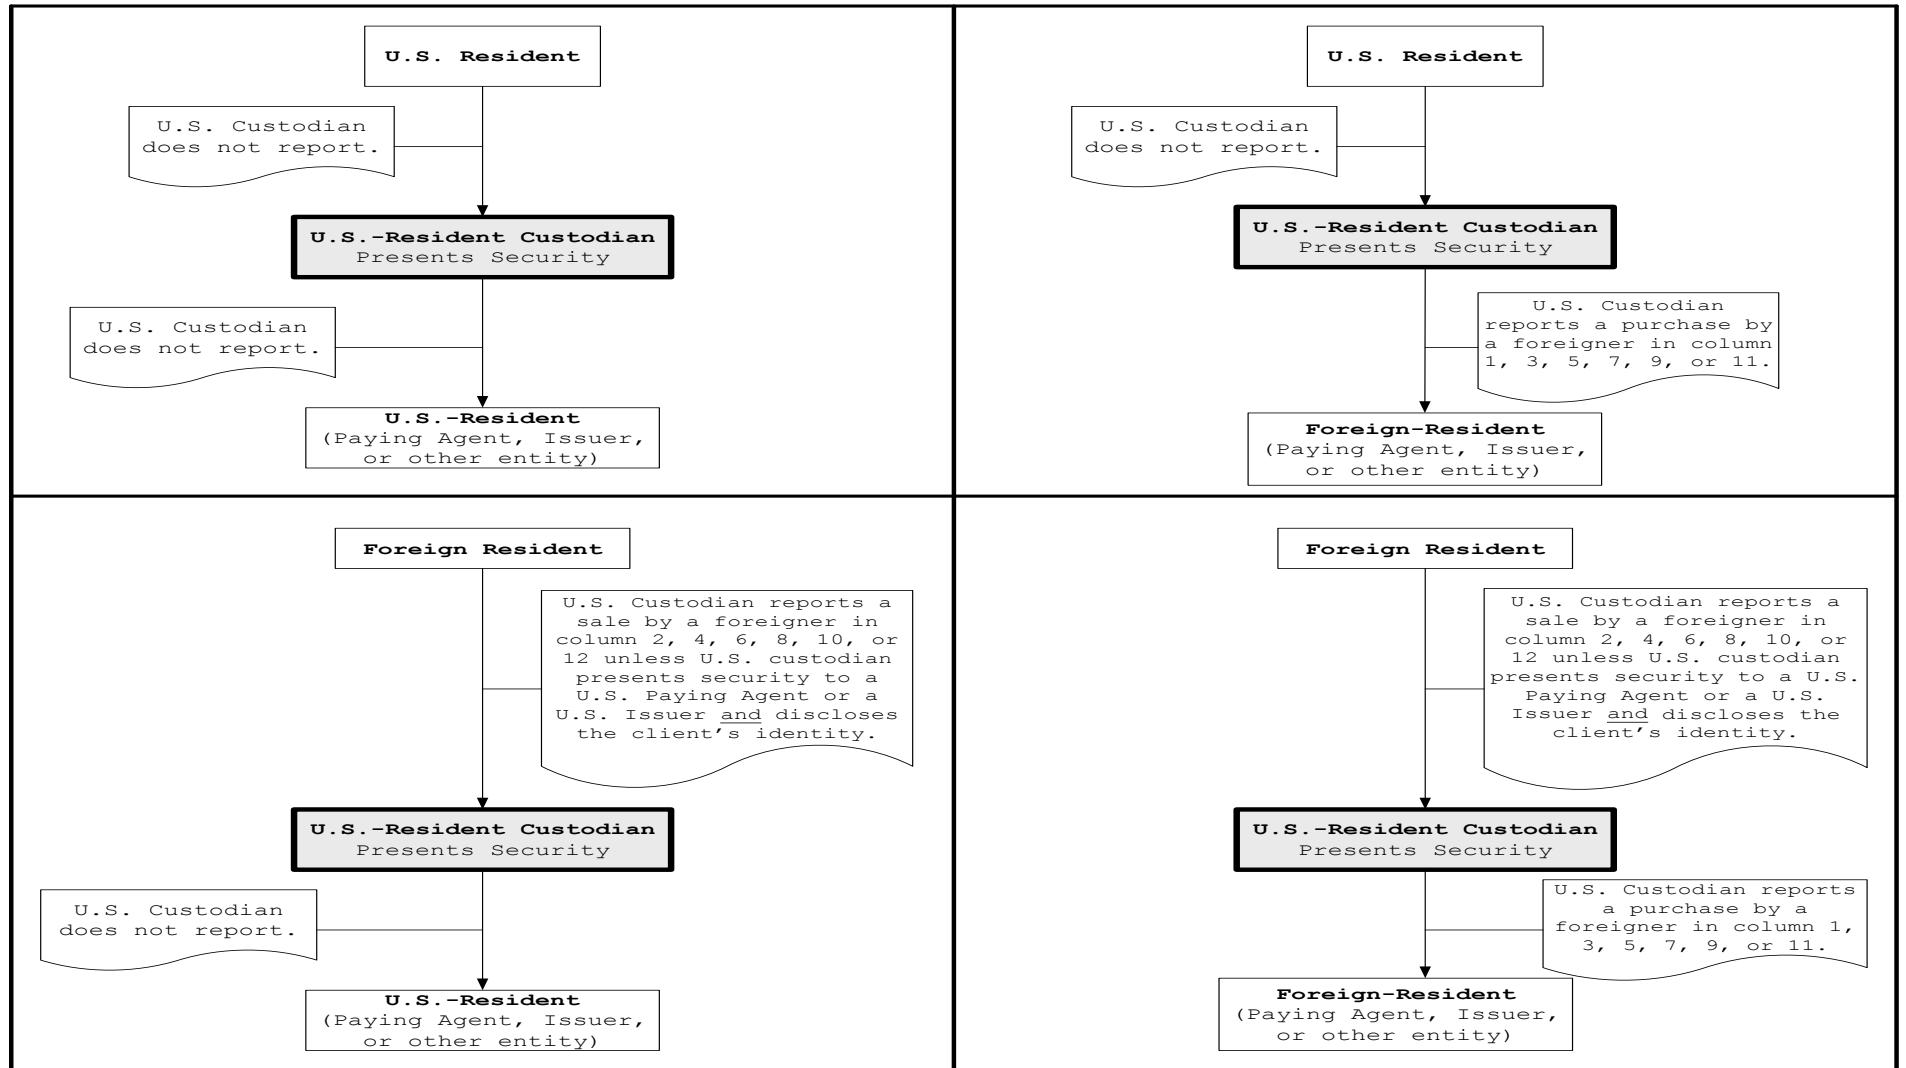 U.S. Resident
U.S. Custodian
does not report.
U.S.-Resident Custodian
Presents Security
U.S. Custodian
does not report.
U.S.-Resident
(Paying Agent, Issuer,
or other entity)
U.S. Resident
U.S. Custodian
does not report.
U.S.-Resident Custodian
Presents Security
U.S. Custodian
reports a purchase by
a foreigner in column
1, 3, 5, 7, 9, or 11.
Foreign-Resident
(Paying Agent, Issuer,
or other entity)
Foreign Resident
U.S. Custodian reports a
sale by a foreigner in
column 2, 4, 6, 8, 10, or
12 unless U.S. custodian
presents security to a
U.S. Paying Agent or a
U.S. Issuer and discloses
the client's identity.
U.S.-Resident Custodian
Presents Security
U.S. Custodian
does not report.
U.S.-Resident
(Paying Agent, Issuer,
or other entity)
Foreign Resident
U.S. Custodian reports a
sale by a foreigner in
column 2, 4, 6, 8, 10, or
12 unless U.S. custodian
presents security to a U.S.
Paying Agent or a U.S.
Issuer and discloses the
client's identity.
U.S.-Resident Custodian
Presents Security
U.S. Custodian reports
a purchase by a
foreigner in column 1,
3, 5, 7, 9, or 11.
Foreign-Resident
(Paying Agent, Issuer,
or other entity)